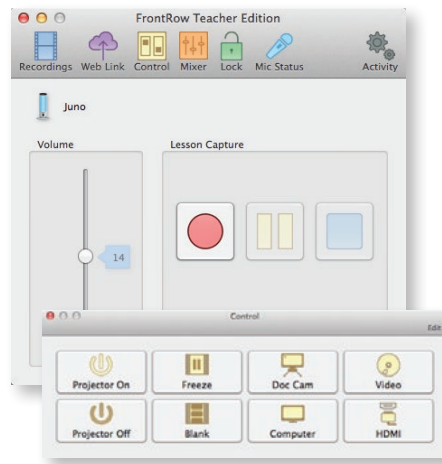 FrontRow Teacher Edition
Recordings Web Link Control Mixer Lock Mic Status Activity
Juno
Volume Lesson Capture
14
Control
Edit
Projector On Freeze Doc Cam Video
Projector Off Blank Computer HDMI